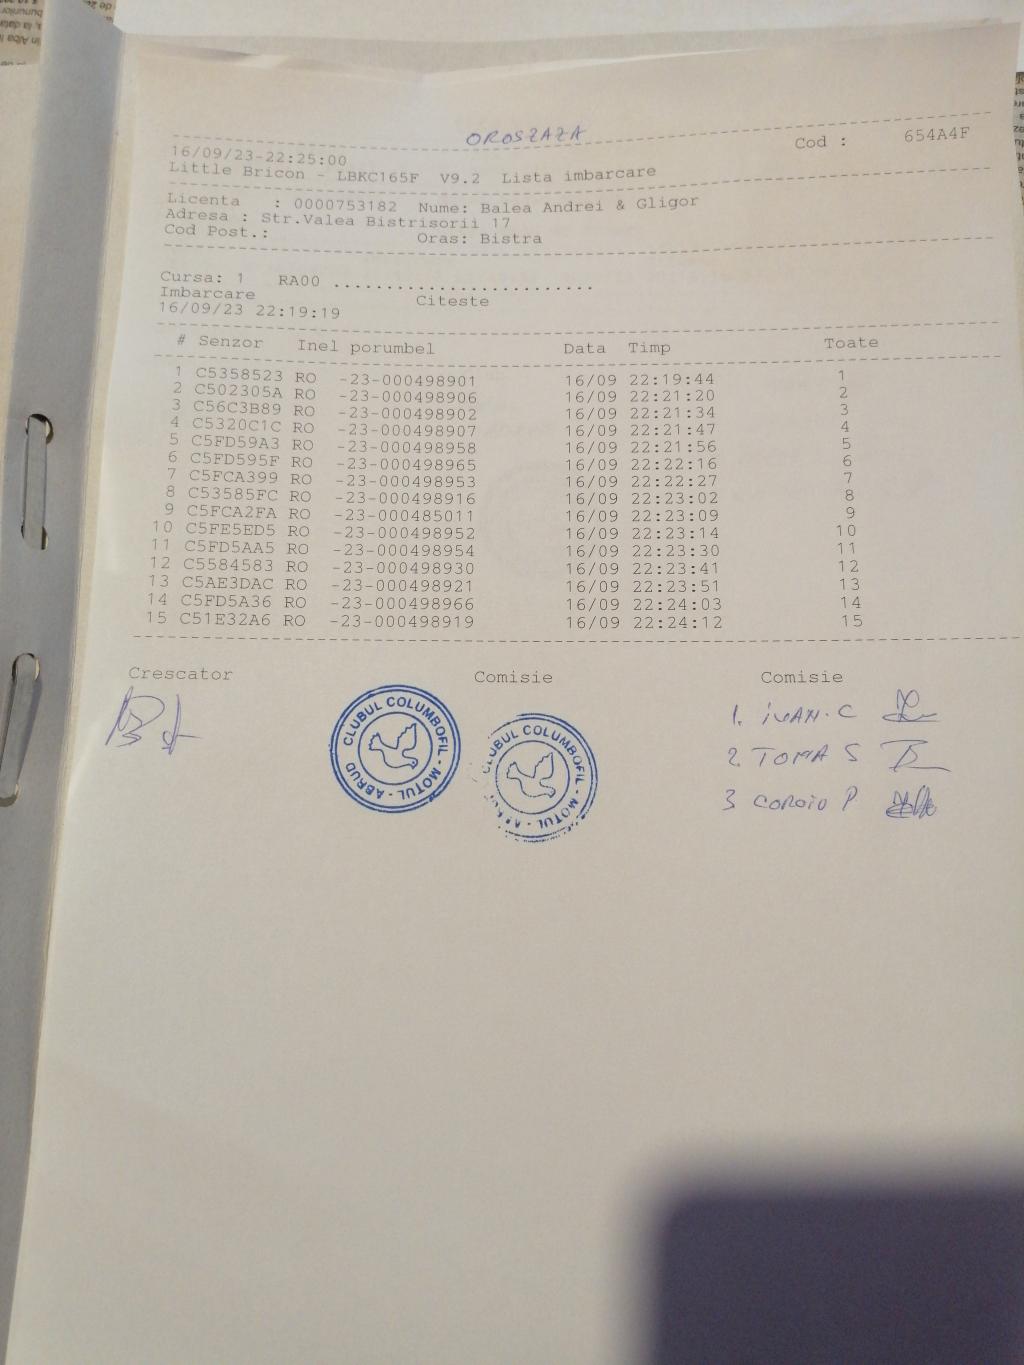 OROSZAZA
Cod : 654A4F
16/09/23-22:25:00
Little Bricon - LBKC165F V9.2 Lista imbarcare
Licenta : 0000753182 Nume: Balea Andrei & Gligor
Adresa : Str.Valea Bistrisorii 17
Cod Post.: Oras: Bistra
Cursa: 1 RA00 .........................
Imbarcare Citeste
16/09/23 22:19:19
# Senzor Inel porumbel Data Timp Toate
1 C5358523 RO -23-000498901 16/09 22:19:44 1
2 C502305A RO -23-000498906 16/09 22:21:20 2
3 C56C3B89 RO -23-000498902 16/09 22:21:34 3
4 C5320C1C RO -23-000498907 16/09 22:21:47 4
5 C5FD59A3 RO -23-000498958 16/09 22:21:56 5
6 C5FD595F RO -23-000498965 16/09 22:22:16 6
7 C5FCA399 RO -23-000498953 16/09 22:22:27 7
8 C53585FC RO -23-000498916 16/09 22:23:02 8
9 C5FCA2FA RO -23-000485011 16/09 22:23:09 9
10 C5FE5ED5 RO -23-000498952 16/09 22:23:14 10
11 C5FD5AA5 RO -23-000498954 16/09 22:23:30 11
12 C5584583 RO -23-000498930 16/09 22:23:41 12
13 C5AE3DAC RO -23-000498921 16/09 22:23:51 13
14 C5FD5A36 RO -23-000498966 16/09 22:24:03 14
15 C51E32A6 RO -23-000498919 16/09 22:24:12 15
Crescator Comisie Comisie
CLUBUL COLUMBOFIL - MOTUL - ABRUD
CLUBUL COLUMBOFIL - MOTUL
1. IVAN.C
2. TOMA S
3 COROIU P.